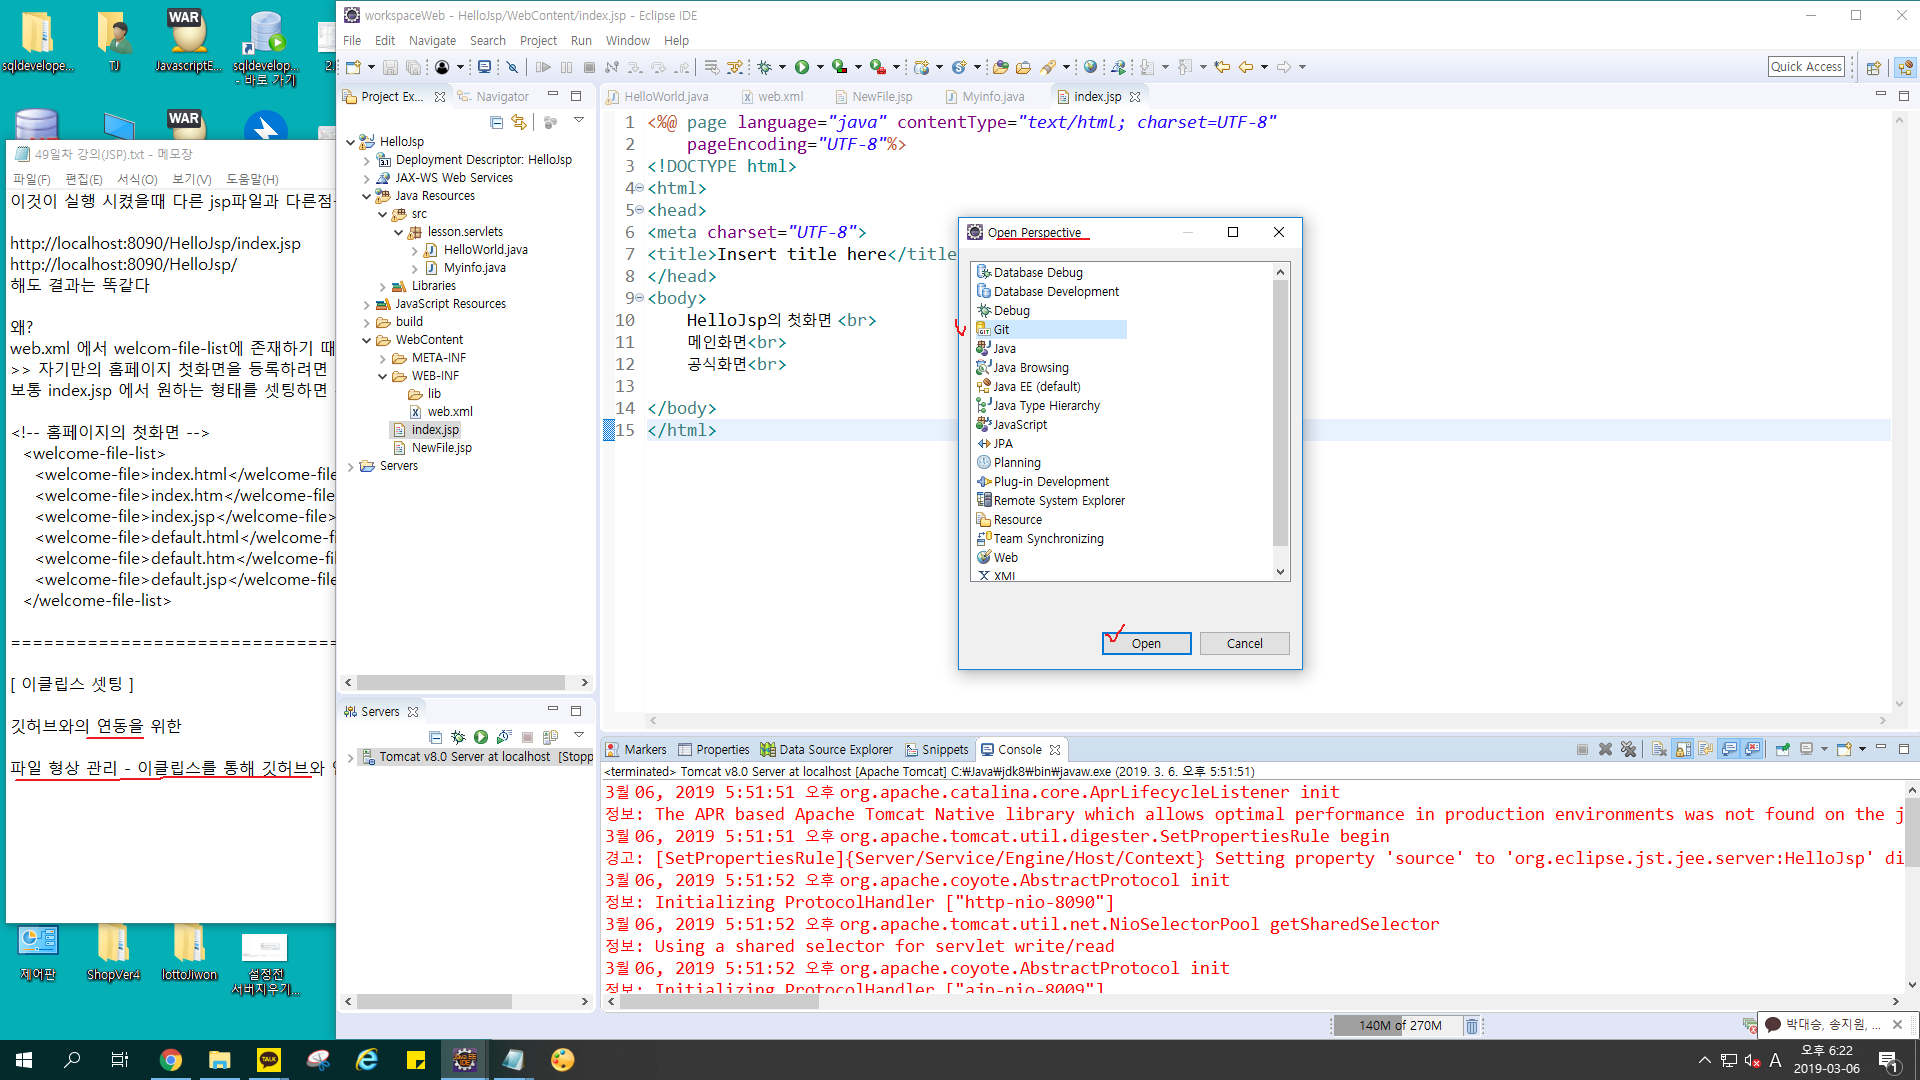 sqldevelope...
TJ
JavascriptE...
sqldevelop...
- 바로 가기
2.
49일차 강의(JSP).txt - 메모장
파일(F) 편집(E) 서식(O) 보기(V) 도움말(H)
이것이 실행 시켰을때 다른 jsp파일과 다른점
http://localhost:8090/HelloJsp/index.jsp
http://localhost:8090/HelloJsp/
해도 결과는 똑같다
왜?
web.xml 에서 welcom-file-list에 존재하기 때
>> 자기만의 홈페이지 첫화면을 등록하려면
보통 index.jsp 에서 원하는 형태를 셋팅하면
<!-- 홈페이지의 첫화면 -->
<welcome-file-list>
<welcome-file>index.html</welcome-file
<welcome-file>index.htm</welcome-file
<welcome-file>index.jsp</welcome-file>
<welcome-file>default.html</welcome-fi
<welcome-file>default.htm</welcome-file
<welcome-file>default.jsp</welcome-file
</welcome-file-list>
[ 이클립스 셋팅 ]
깃허브와의 연동을 위한
파일 형상 관리 - 이클립스를 통해 깃허브와
제어판
ShopVer4
lottoJiwon
설정전
서버지우기...
workspaceWeb - HelloJsp/WebContent/index.jsp - Eclipse IDE
File Edit Navigate Search Project Run Window Help
Quick Access
Project Ex... Navigator
HelloJsp
Deployment Descriptor: HelloJsp
JAX-WS Web Services
Java Resources
src
lesson.servlets
HelloWorld.java
Myinfo.java
Libraries
JavaScript Resources
build
WebContent
META-INF
WEB-INF
lib
web.xml
index.jsp
NewFile.jsp
Servers
Servers
Tomcat v8.0 Server at localhost [Stopp
HelloWorld.java web.xml NewFile.jsp Myinfo.java index.jsp
1 <%@ page language="java" contentType="text/html; charset=UTF-8"
2 pageEncoding="UTF-8"%>
3 <!DOCTYPE html>
4 <html>
5 <head>
6 <meta charset="UTF-8">
7 <title>Insert title here</title
8 </head>
9 <body>
10 HelloJsp의 첫화면 <br>
11 메인화면<br>
12 공식화면<br>
13
14 </body>
15 </html>
Open Perspective
Database Debug
Database Development
Debug
Git
Java
Java Browsing
Java EE (default)
Java Type Hierarchy
JavaScript
JPA
Planning
Plug-in Development
Remote System Explorer
Resource
Team Synchronizing
Web
XML
Open Cancel
Markers Properties Data Source Explorer Snippets Console
<terminated> Tomcat v8.0 Server at localhost [Apache Tomcat] C:₩Java₩jdk8₩bin₩javaw.exe (2019. 3. 6. 오후 5:51:51)
3월 06, 2019 5:51:51 오후 org.apache.catalina.core.AprLifecycleListener init
정보: The APR based Apache Tomcat Native library which allows optimal performance in production environments was not found on the j
3월 06, 2019 5:51:51 오후 org.apache.tomcat.util.digester.SetPropertiesRule begin
경고: [SetPropertiesRule]{Server/Service/Engine/Host/Context} Setting property 'source' to 'org.eclipse.jst.jee.server:HelloJsp' di
3월 06, 2019 5:51:52 오후 org.apache.coyote.AbstractProtocol init
정보: Initializing ProtocolHandler ["http-nio-8090"]
3월 06, 2019 5:51:52 오후 org.apache.tomcat.util.net.NioSelectorPool getSharedSelector
정보: Using a shared selector for servlet write/read
3월 06, 2019 5:51:52 오후 org.apache.coyote.AbstractProtocol init
정보: Initializing ProtocolHandler ["ajp-nio-8009"]
140M of 270M
박대승, 송지원, ...
A
오후 6:22
2019-03-06
1